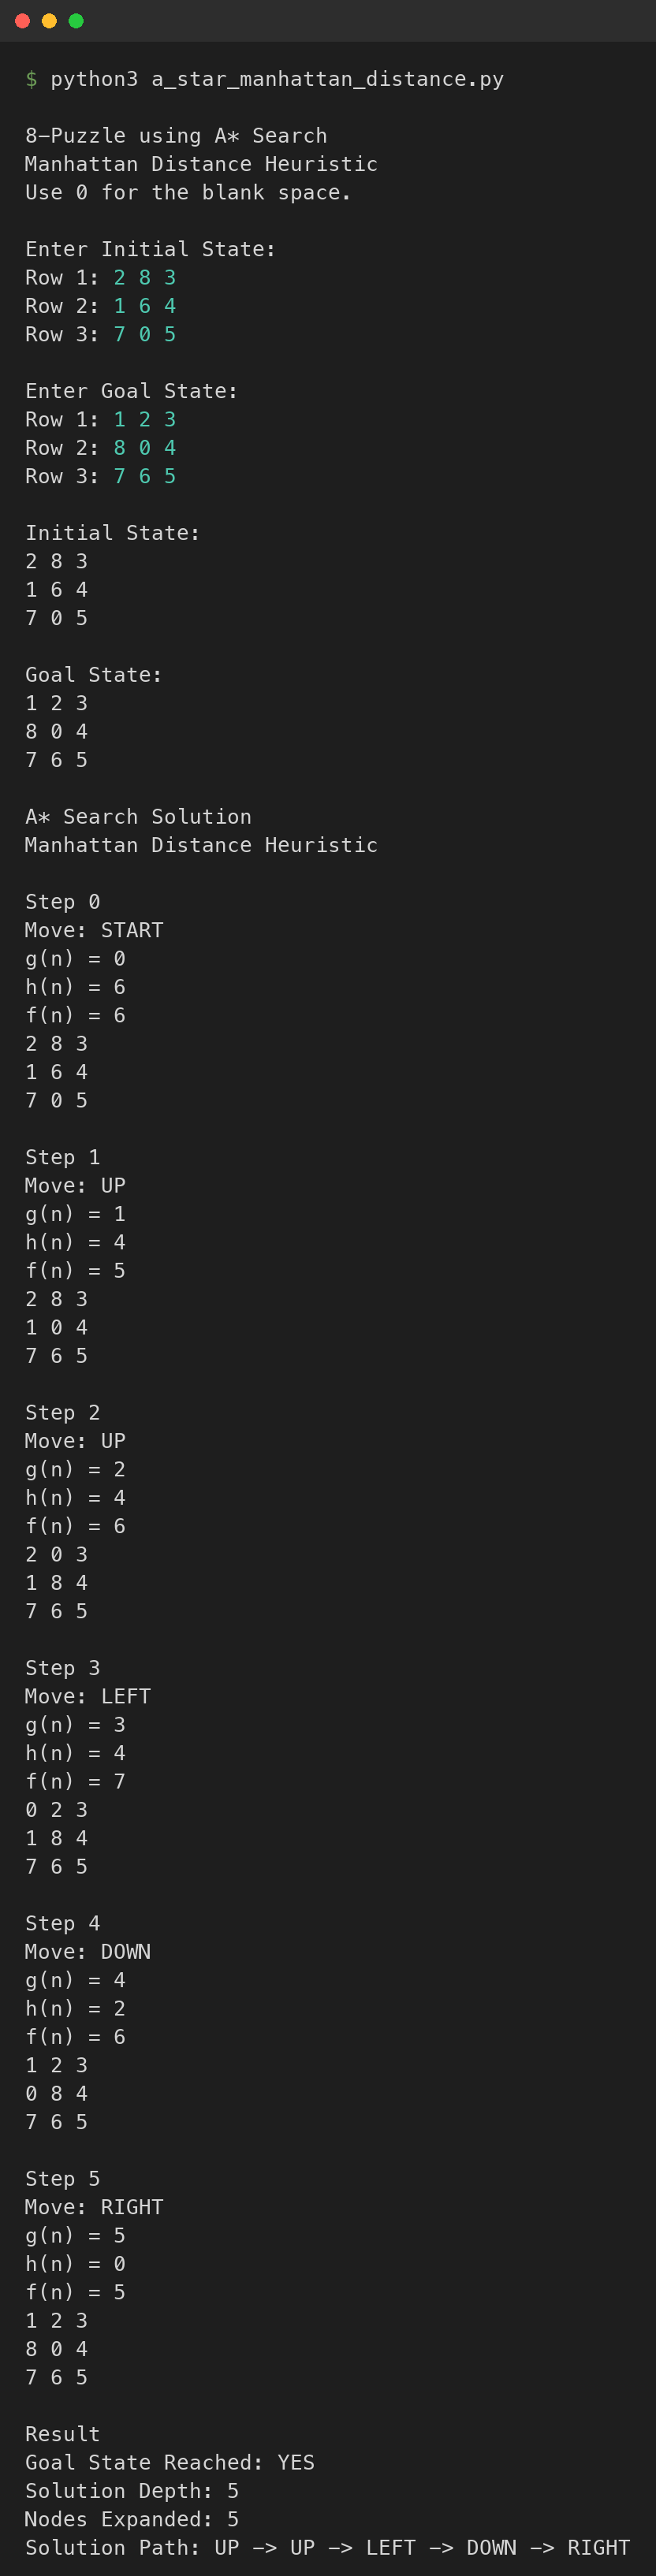 $ python3 a_star_manhattan_distance.py
8-Puzzle using A* Search
Manhattan Distance Heuristic
Use 0 for the blank space.
Enter Initial State:
Row 1: 2 8 3
Row 2: 1 6 4
Row 3: 7 0 5
Enter Goal State:
Row 1: 1 2 3
Row 2: 8 0 4
Row 3: 7 6 5
Initial State:
2 8 3
1 6 4
7 0 5
Goal State:
1 2 3
8 0 4
7 6 5
A* Search Solution
Manhattan Distance Heuristic
Step 0
Move: START
g(n) = 0
h(n) = 6
f(n) = 6
2 8 3
1 6 4
7 0 5
Step 1
Move: UP
g(n) = 1
h(n) = 4
f(n) = 5
2 8 3
1 0 4
7 6 5
Step 2
Move: UP
g(n) = 2
h(n) = 4
f(n) = 6
2 0 3
1 8 4
7 6 5
Step 3
Move: LEFT
g(n) = 3
h(n) = 4
f(n) = 7
0 2 3
1 8 4
7 6 5
Step 4
Move: DOWN
g(n) = 4
h(n) = 2
f(n) = 6
1 2 3
0 8 4
7 6 5
Step 5
Move: RIGHT
g(n) = 5
h(n) = 0
f(n) = 5
1 2 3
8 0 4
7 6 5
Result
Goal State Reached: YES
Solution Depth: 5
Nodes Expanded: 5
Solution Path: UP -> UP -> LEFT -> DOWN -> RIGHT